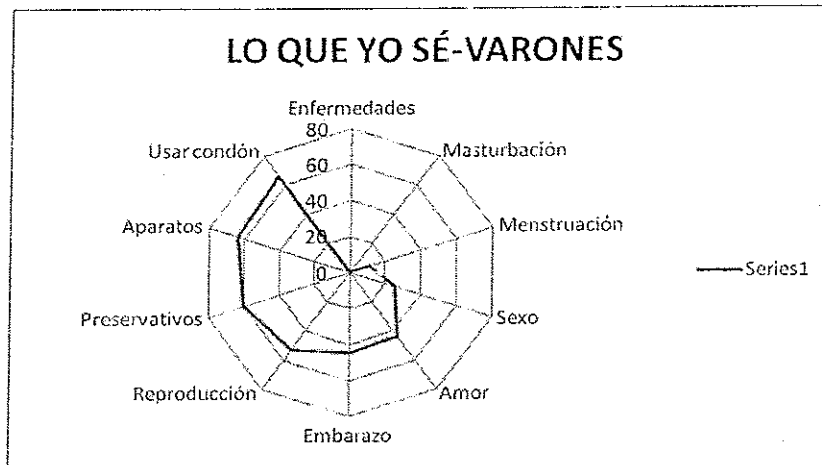 LO QUE YO SÉ-VARONES
Enfermedades
80
Usar condón
Masturbación
60
40
Aparatos
Menstruación
20
0
Series1
Preservativos
Sexo
Reproducción
Amor
Embarazo